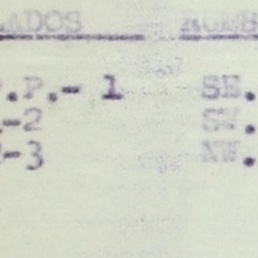 LADOS RUMB
.P.- 1 SE.
-2 SW.
-3 NW.